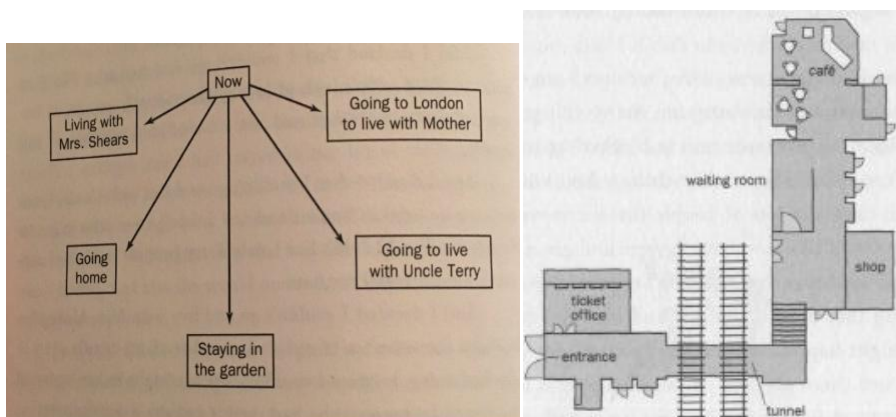 Now
Living with
Mrs. Shears
Going to London
to live with Mother
Going
home
Going to live
with Uncle Terry
Staying in
the garden
café
waiting room
shop
ticket
office
entrance
tunnel